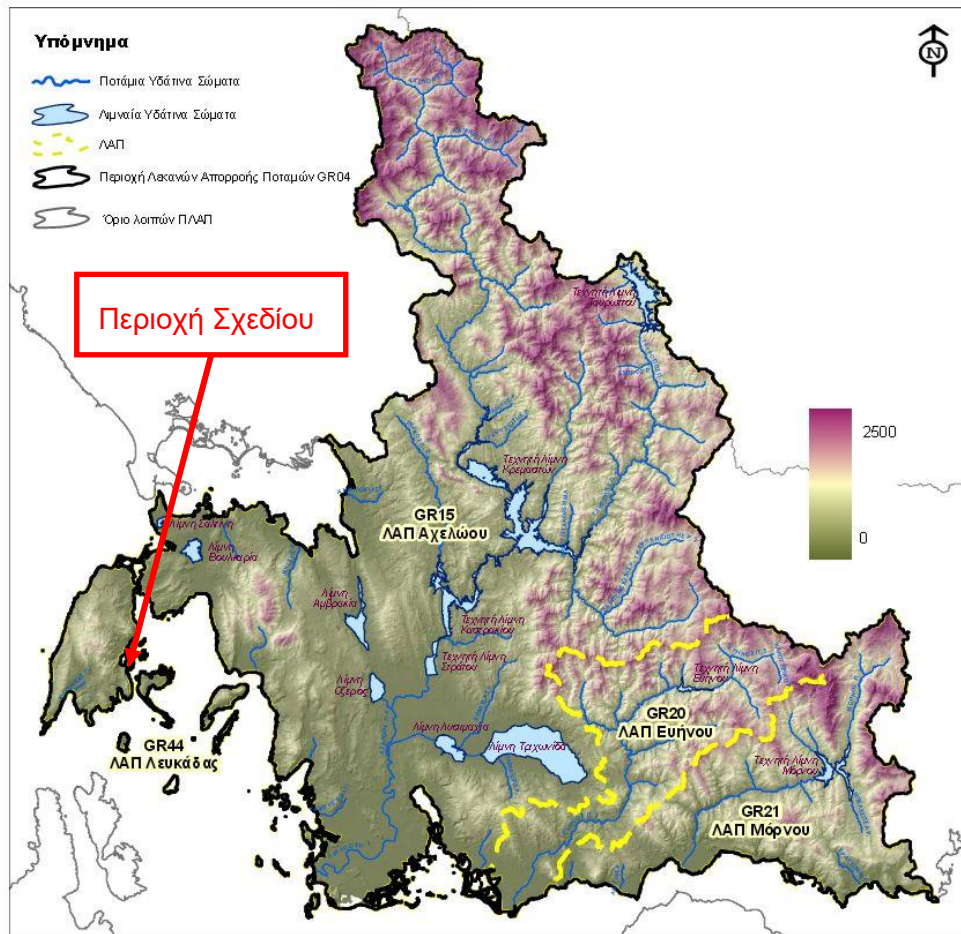 Υπόμνημα
Ποτάμια Υδάτινα Σώματα
Λιμναία Υδάτινα Σώματα
ΛΑΠ
Περιοχή Λεκανών Απορροής Ποταμών GR04
Όριο λοιπών ΠΛΑΠ
N
Περιοχή Σχεδίου
2500
0
Τεχνητή Λίμνη
Ταυρωπού
Τεχνητή Λίμνη
Κρεμαστών
GR15
ΛΑΠ Αχελώου
Λίμνη Σαλτίνη
Λίμνη
Βουλκαρία
Λίμνη
Αμβρακία
Τεχνητή Λίμνη
Καστρακίου
Τεχνητή Λίμνη
Στράτου
Λίμνη
Οζερός
Τεχνητή Λίμνη
Ευήνου
GR20
ΛΑΠ Ευήνου
Λίμνη Λυσιμαχία
Λίμνη Τριχωνίδα
GR44
ΛΑΠ Λευκάδας
Τεχνητή Λίμνη
Μόρνου
GR21
ΛΑΠ Μόρνου